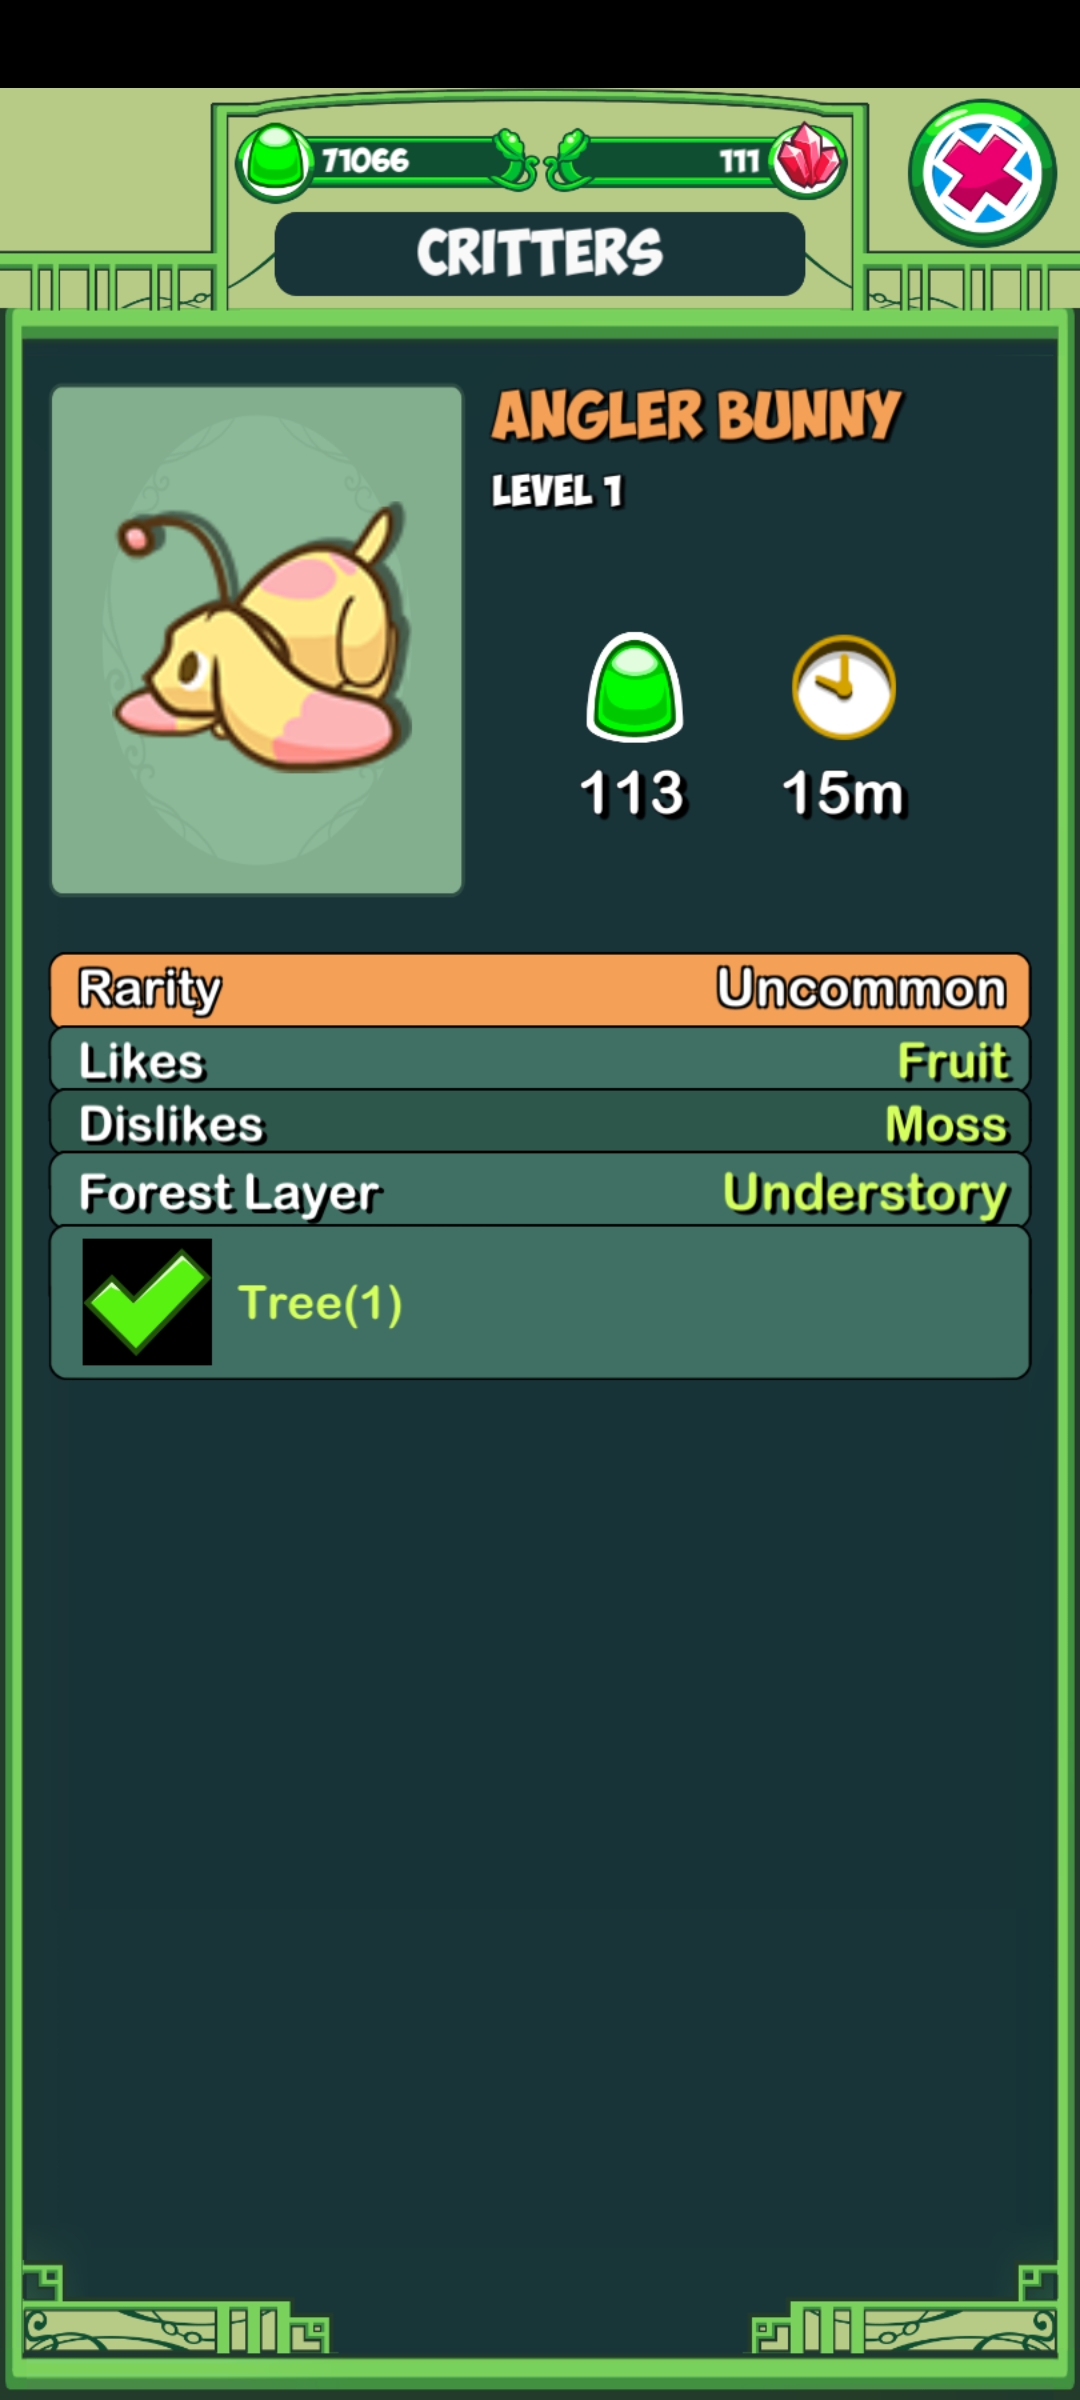 71066
111
CRITTERS
ANGLER BUNNY
LEVEL 1
113
15m
Rarity Uncommon
Likes Fruit
Dislikes Moss
Forest Layer Understory
Tree(1)